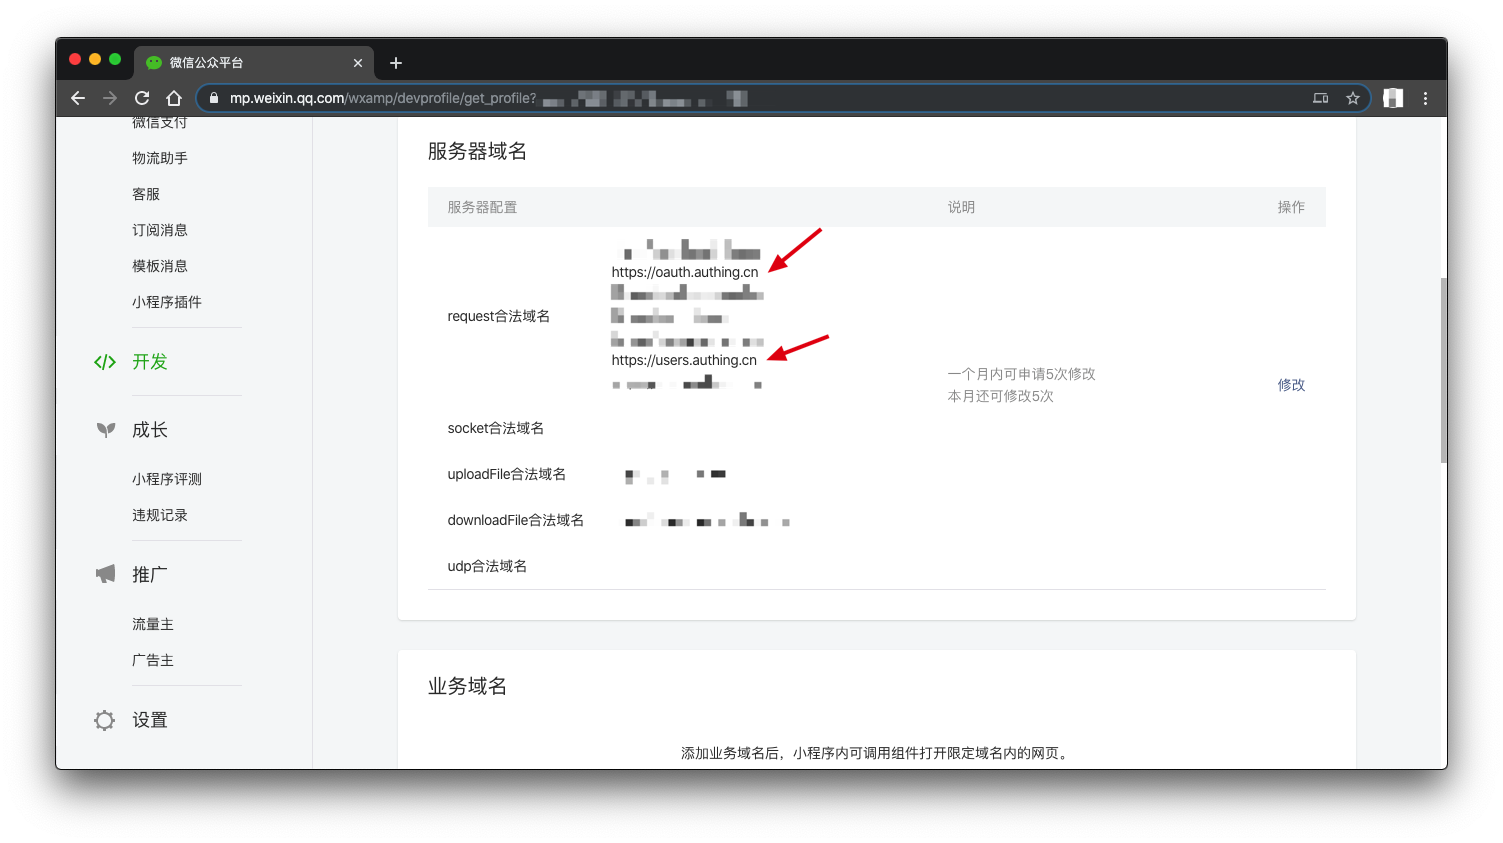 微信公众平台
mp.weixin.qq.com/wxamp/devprofile/get_profile?
微信支付
物流助手
客服
订阅消息
模板消息
小程序插件
开发
成长
小程序评测
违规记录
推广
流量主
广告主
设置
服务器域名
服务器配置 说明 操作
request合法域名
https://oauth.authing.cn
https://users.authing.cn
一个月内可申请5次修改
本月还可修改5次
修改
socket合法域名
uploadFile合法域名
downloadFile合法域名
udp合法域名
业务域名
添加业务域名后，小程序内可调用组件打开限定域名内的网页。